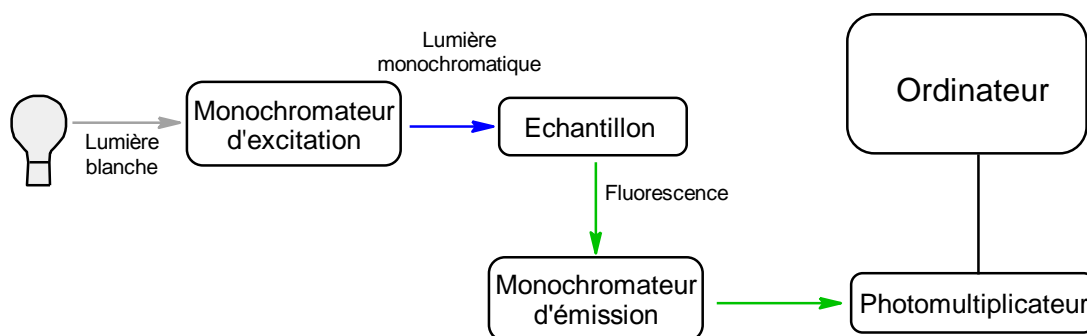 Lumière
monochromatique
Ordinateur
Monochromateur
d'excitation
Echantillon
Lumière
blanche
Fluorescence
Monochromateur
d'émission
Photomultiplicateur